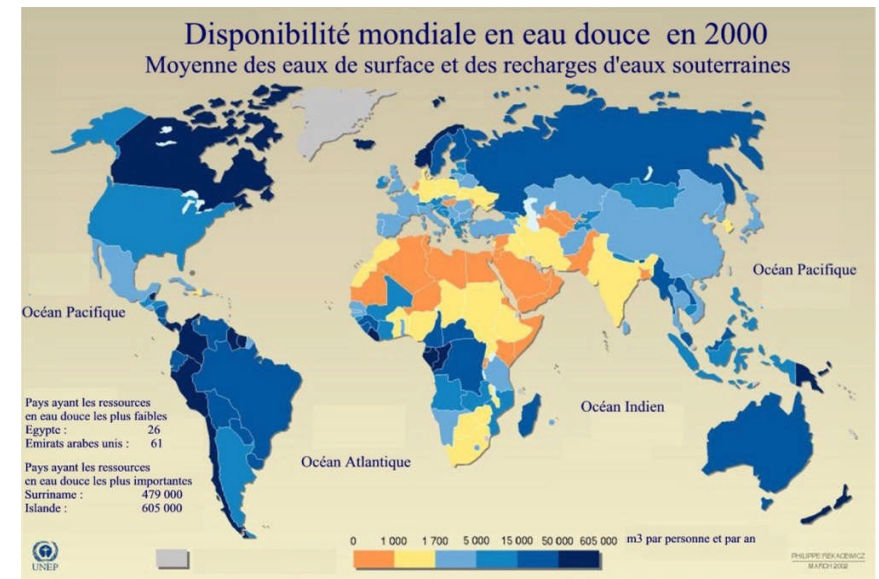 Disponibilité mondiale en eau douce en 2000
Moyenne des eaux de surface et des recharges d'eaux souterraines
Océan Pacifique
Océan Pacifique
Océan Indien
Océan Atlantique
Pays ayant les ressources
en eau douce les plus faibles
Egypte : 26
Emirats arabes unis : 61
Pays ayant les ressources
en eau douce les plus importantes
Surriname : 479 000
Islande : 605 000
0 1 000 1 700 5 000 15 000 50 000 605 000 m3 par personne et par an
UNEP
PHILIPPE REKACEWICZ
MARCH 2002